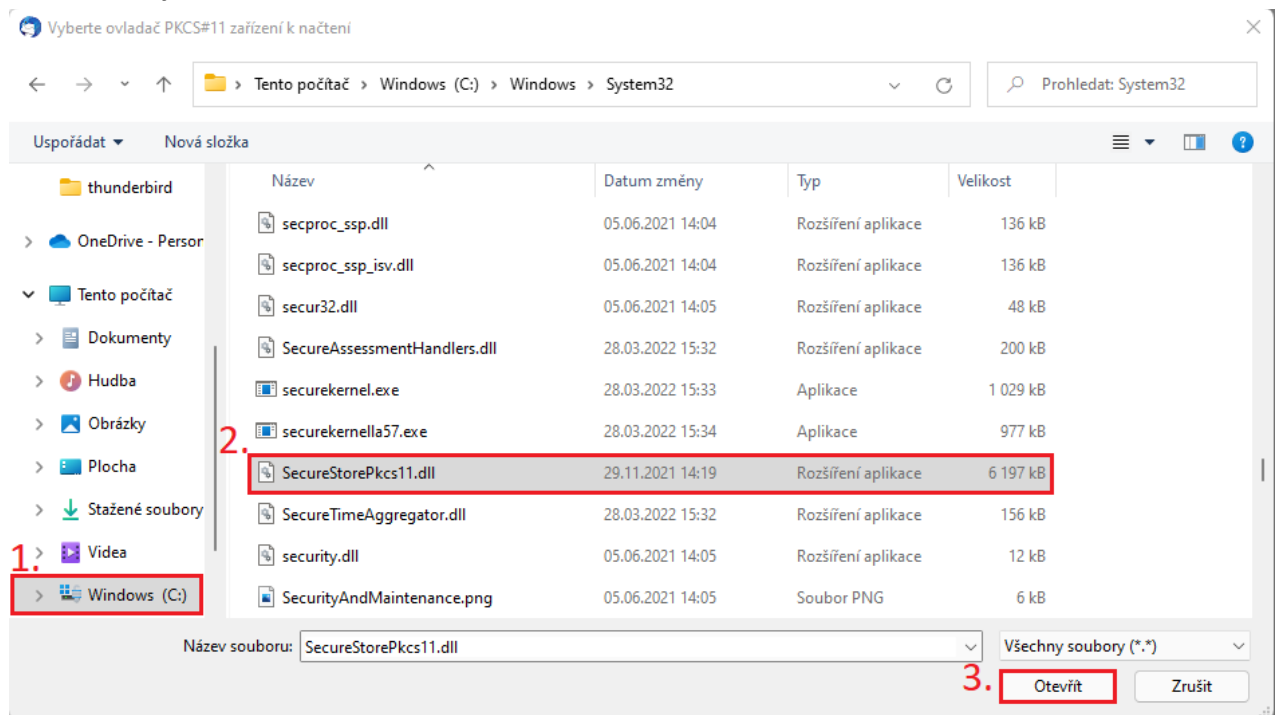 Vyberte ovladač PKCS#11 zařízení k načtení
Tento počítač > Windows (C:) > Windows > System32
Prohledat: System32
Uspořádat Nová složka
Název Datum změny Typ Velikost
thunderbird
OneDrive - Person
Tento počítač
Dokumenty
Hudba
Obrázky
Plocha
Stažené soubory
1. Videa
Windows (C:)
secproc_ssp.dll 05.06.2021 14:04 Rozšíření aplikace 136 kB
secproc_ssp_isv.dll 05.06.2021 14:04 Rozšíření aplikace 136 kB
secur32.dll 05.06.2021 14:05 Rozšíření aplikace 48 kB
SecureAssessmentHandlers.dll 28.03.2022 15:32 Rozšíření aplikace 200 kB
securekernel.exe 28.03.2022 15:33 Aplikace 1 029 kB
2. securekernella57.exe 28.03.2022 15:34 Aplikace 977 kB
SecureStorePkcs11.dll 29.11.2021 14:19 Rozšíření aplikace 6 197 kB
SecureTimeAggregator.dll 28.03.2022 15:32 Rozšíření aplikace 156 kB
security.dll 05.06.2021 14:05 Rozšíření aplikace 12 kB
SecurityAndMaintenance.png 05.06.2021 14:05 Soubor PNG 6 kB
Název souboru: SecureStorePkcs11.dll Všechny soubory (*.*)
3. Otevřít Zrušit